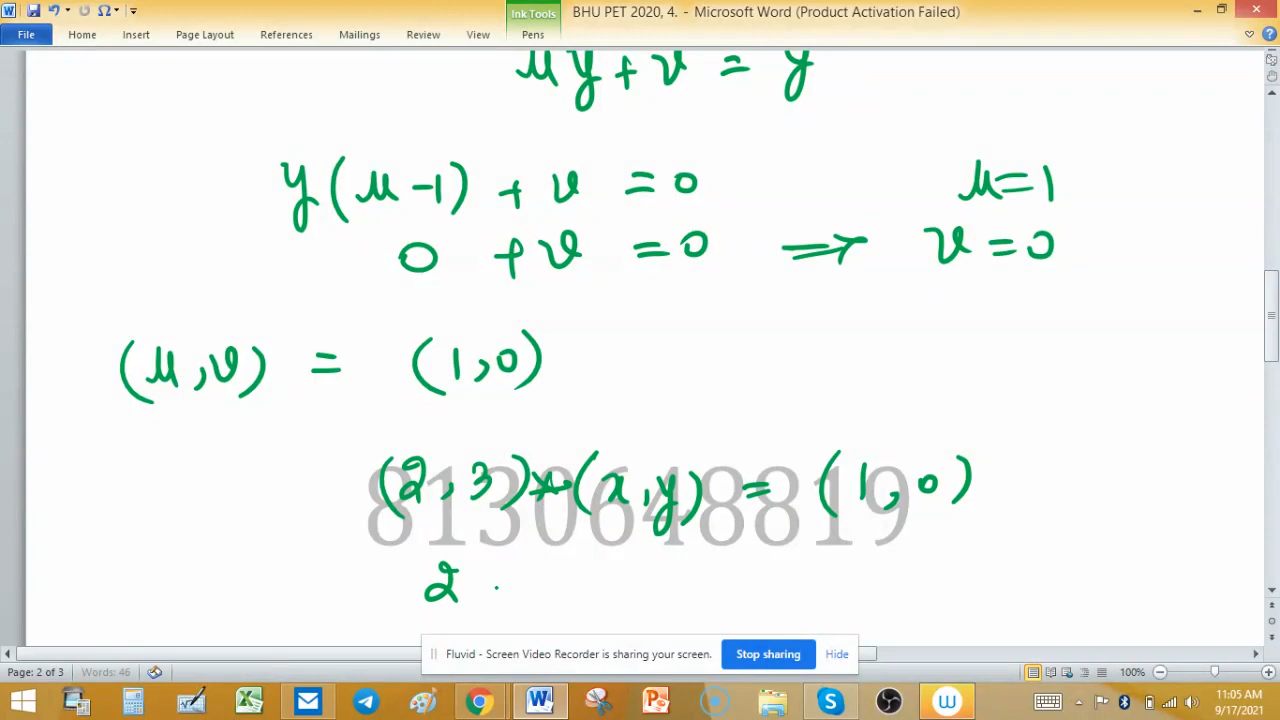 BHU PET 2020, 4. - Microsoft Word (Product Activation Failed)
Ink Tools
File Home Insert Page Layout References Mailings Review View Pens
μy + v = y
y(μ-1) + v = 0 μ=1
0 + v = 0 ⟹ v=0
(μ,v) = (1,0)
(2,3)*(x,y) = (1,0)
8130648819
2 .
Fluvid - Screen Video Recorder is sharing your screen. Stop sharing Hide
Page: 2 of 3 Words: 46 100%
11:05 AM
9/17/2021